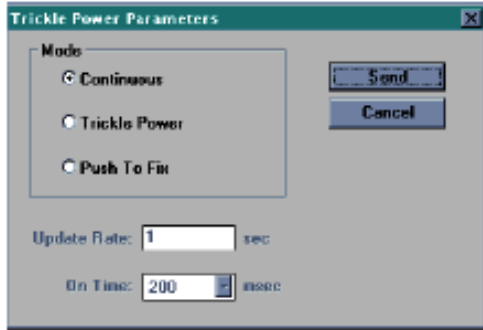 Trickle Power Parameters
Mode
Continuous
Trickle Power
Push To Fix
Send
Cancel
Update Rate: 1 sec
On Time: 200 msec